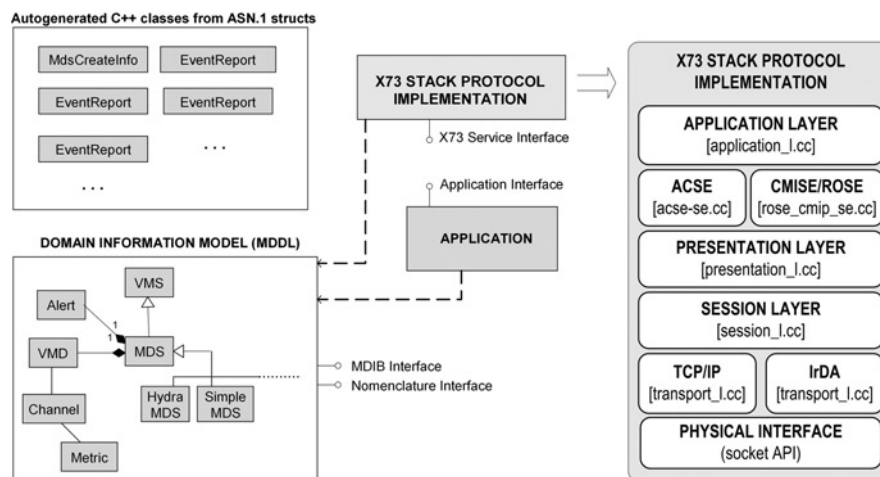 Autogenerated C++ classes from ASN.1 structs
MdsCreateInfo
EventReport
EventReport
EventReport
EventReport
...
...
X73 STACK PROTOCOL
IMPLEMENTATION
X73 Service Interface
Application Interface
APPLICATION
DOMAIN INFORMATION MODEL (MDDL)
VMS
Alert
1
1
VMD
MDS
Hydra
MDS
Simple
MDS
Channel
Metric
MDIB Interface
Nomenclature Interface
X73 STACK PROTOCOL
IMPLEMENTATION
APPLICATION LAYER
[application_l.cc]
ACSE
[acse-se.cc]
CMISE/ROSE
[rose_cmip_se.cc]
PRESENTATION LAYER
[presentation_l.cc]
SESSION LAYER
[session_l.cc]
TCP/IP
[transport_l.cc]
IrDA
[transport_l.cc]
PHYSICAL INTERFACE
(socket API)